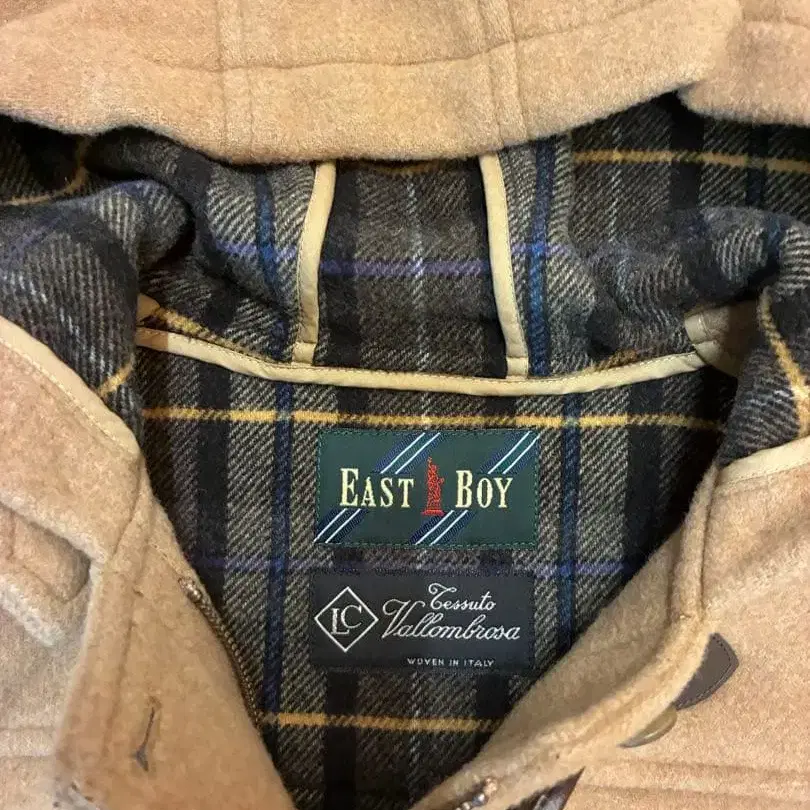 EAST BOY
LC
Tessuto
Vallombrosa
WOVEN IN ITALY